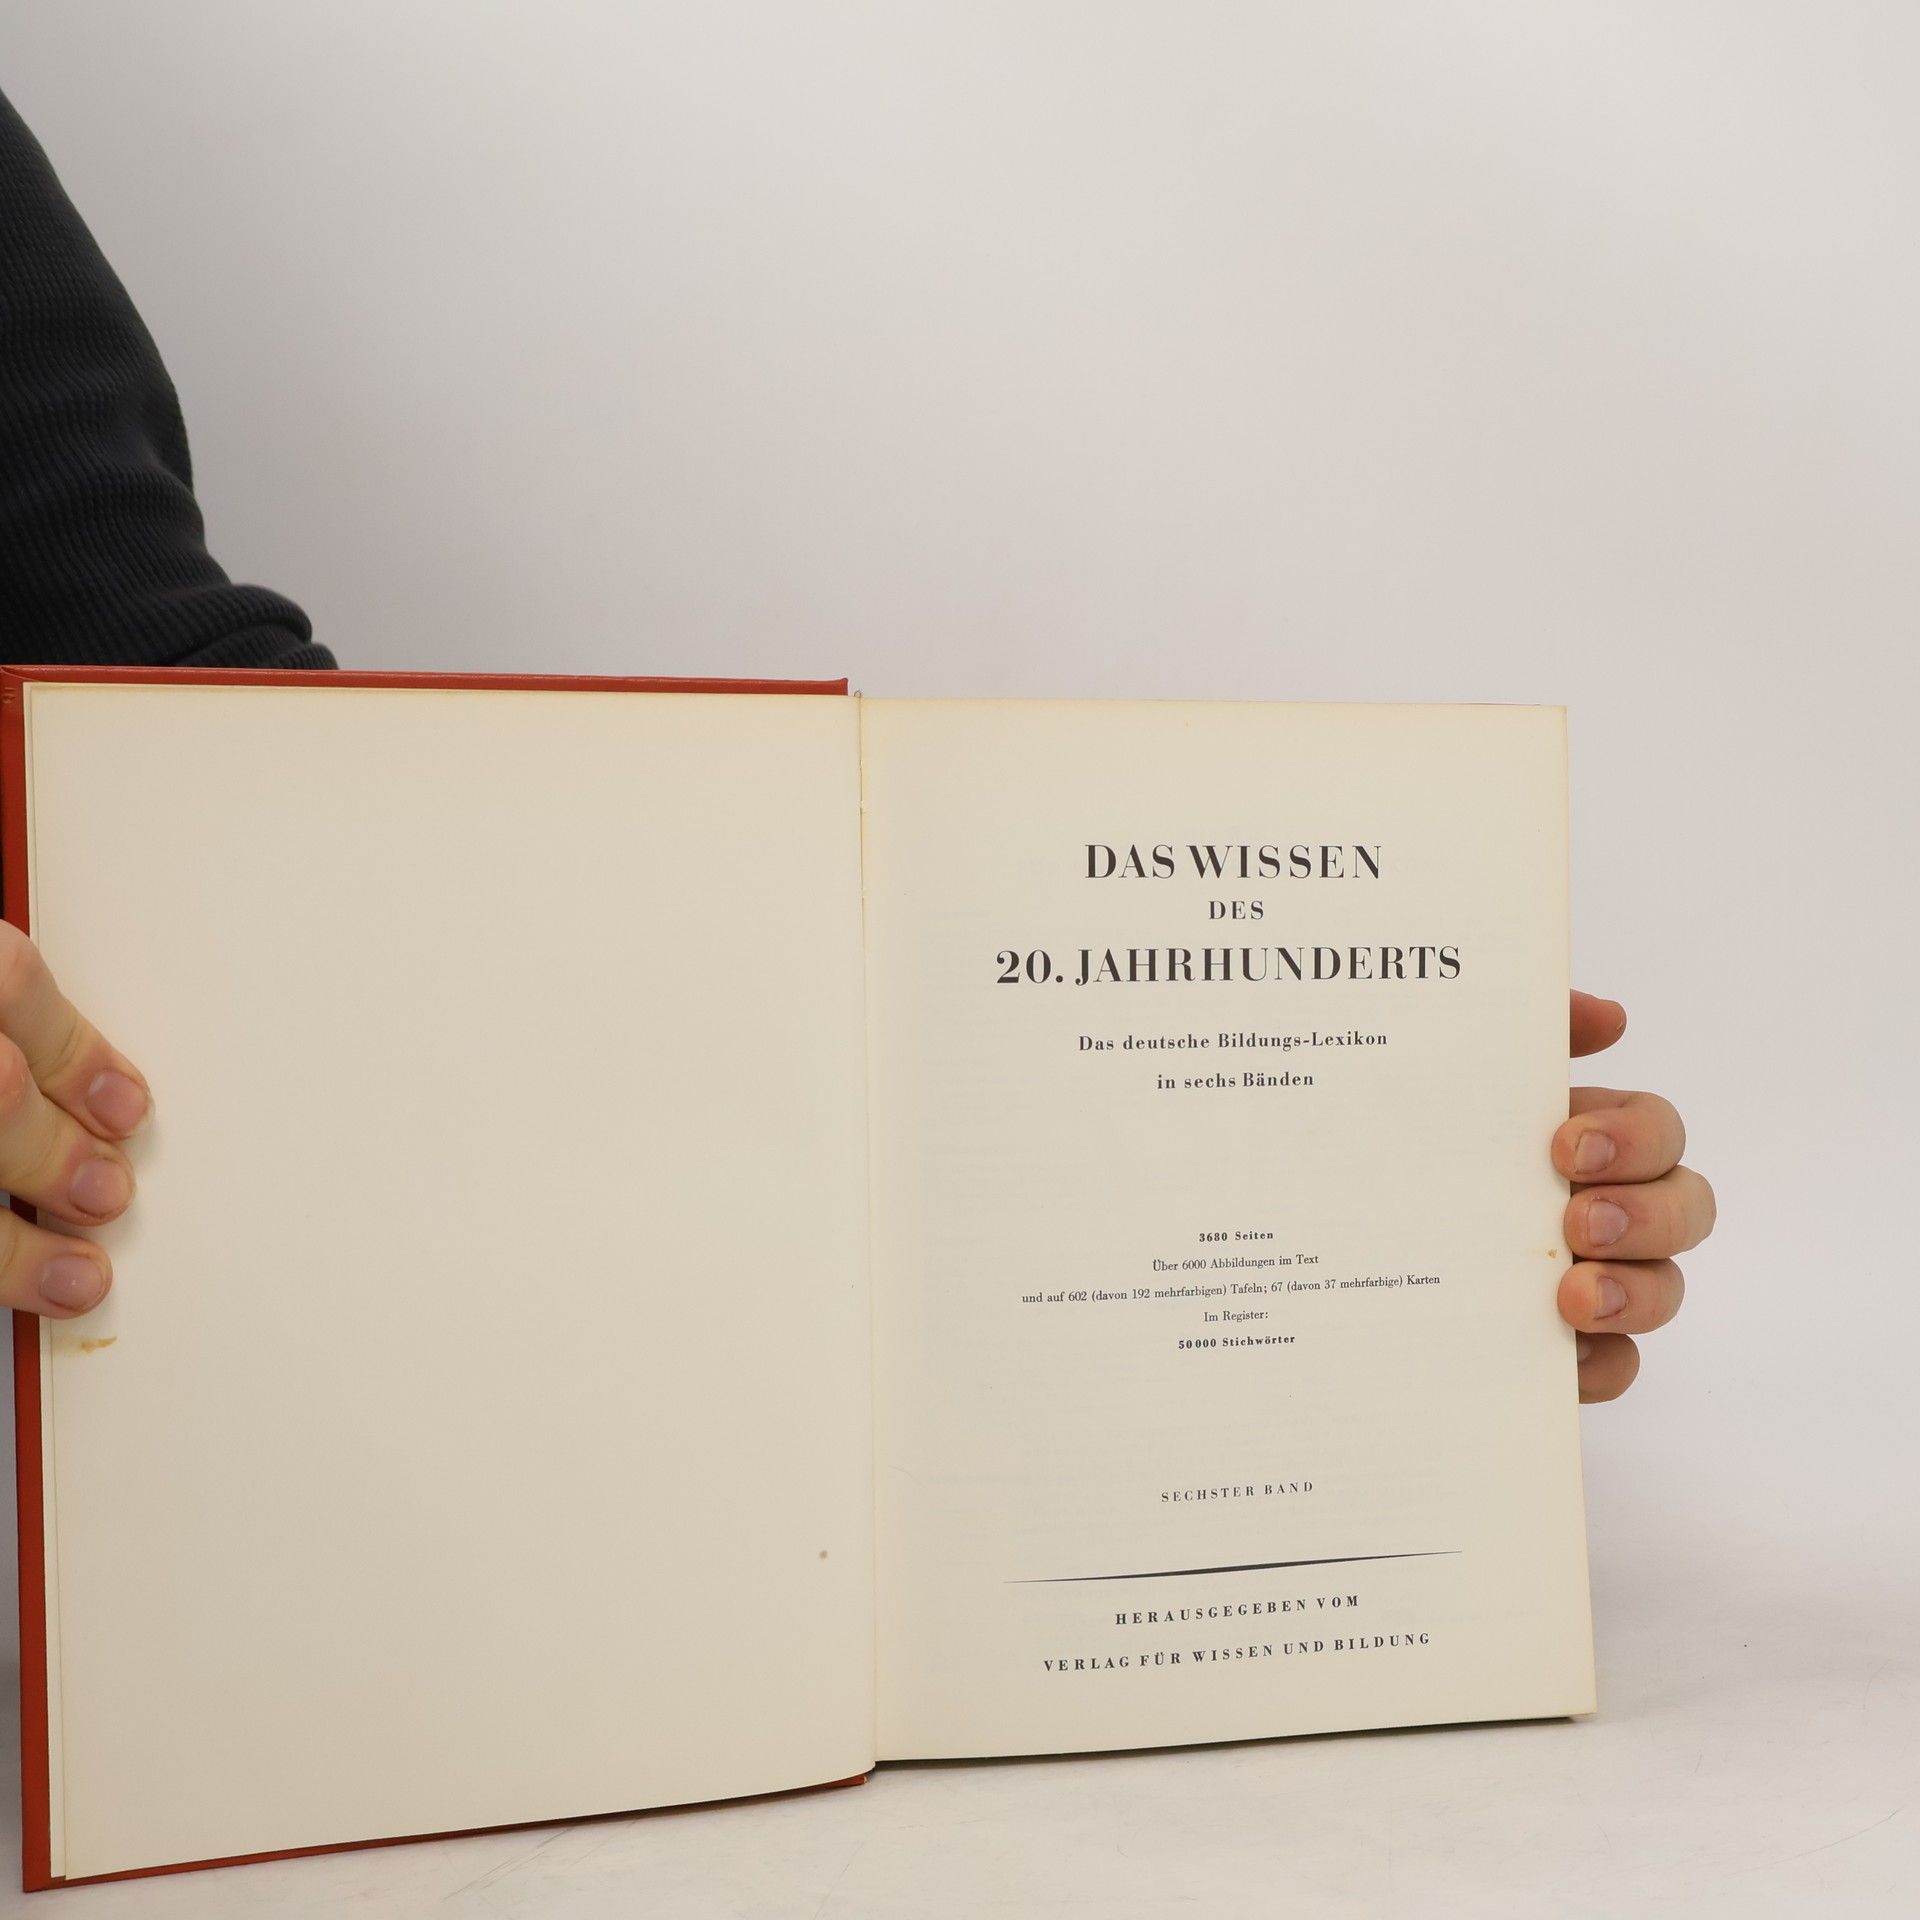 DAS WISSEN
DES
20. JAHRHUNDERTS
Das deutsche Bildungs-Lexikon
in sechs Bänden
3680 Seiten
Über 6000 Abbildungen im Text
und auf 602 (davon 192 mehrfarbigen) Tafeln; 67 (davon 37 mehrfarbige) Karten
Im Register:
50000 Stichwörter
SECHSTER BAND
HERAUSGEGEBEN VOM
VERLAG FÜR WISSEN UND BILDUNG